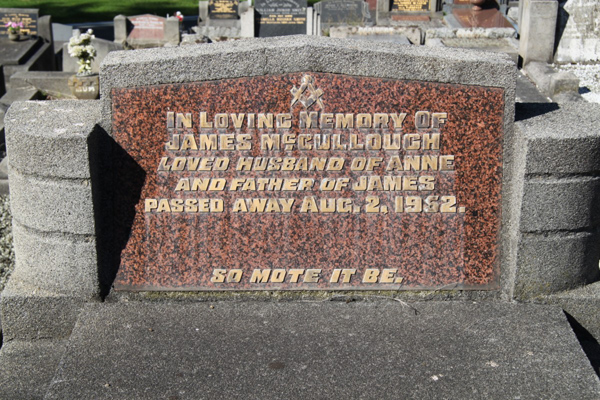 IN LOVING MEMORY OF
JAMES MCCULLOUGH
LOVED HUSBAND OF ANNE
AND FATHER OF JAMES
PASSED AWAY AUG. 2, 1952.
SO MOTE IT BE.